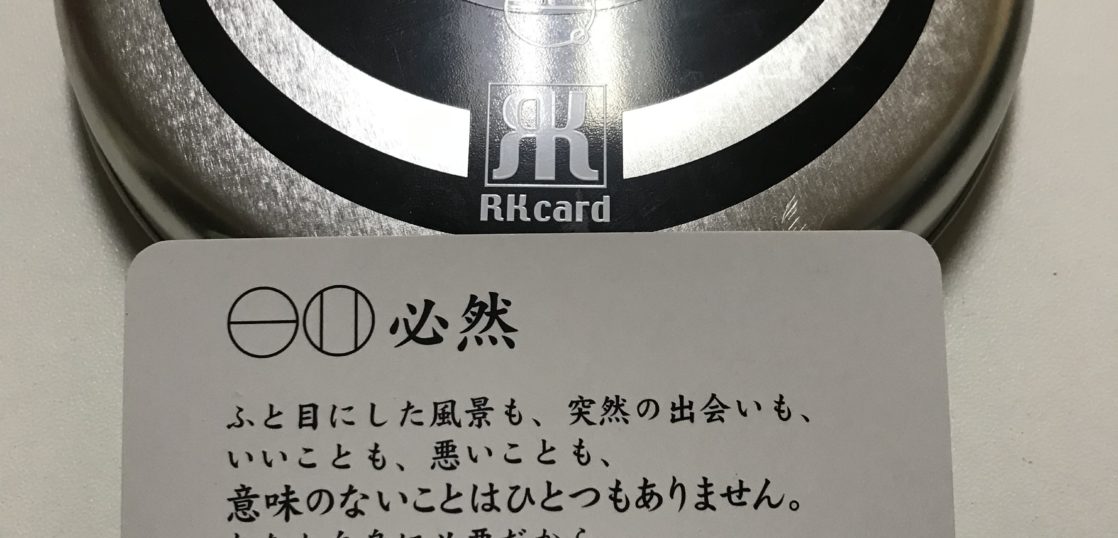 RK
RKcard
必然
ふと目にした風景も、突然の出会いも、
いいことも、悪いことも、
意味のないことはひとつもありません。